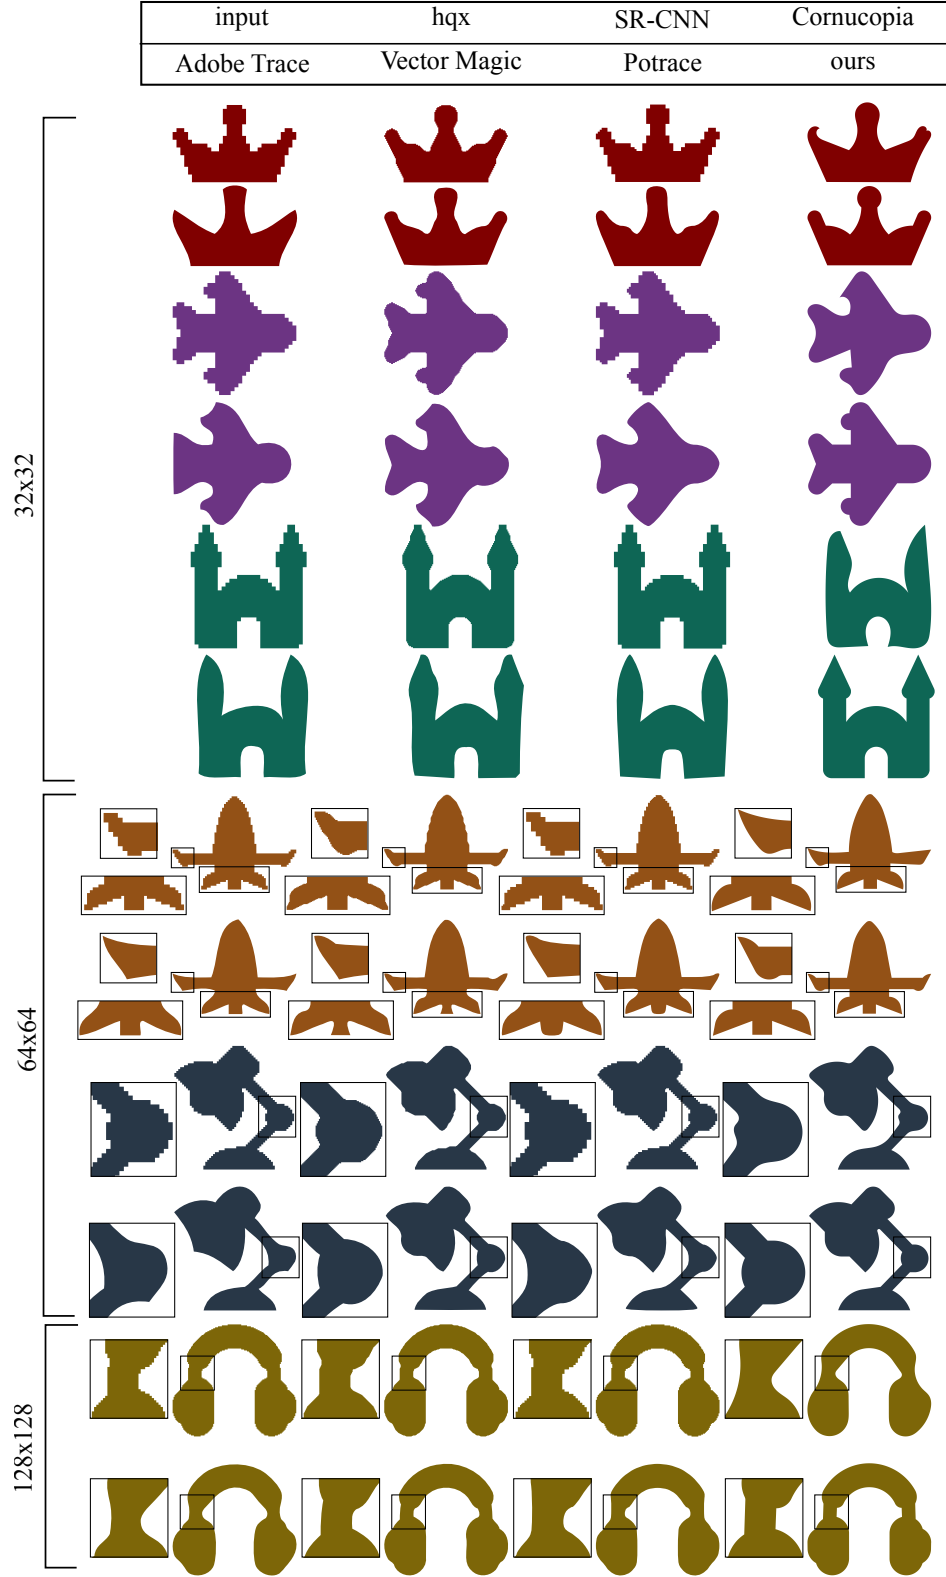 input hqx SR-CNN Cornucopia
Adobe Trace Vector Magic Potrace ours
32x32
64x64
128x128